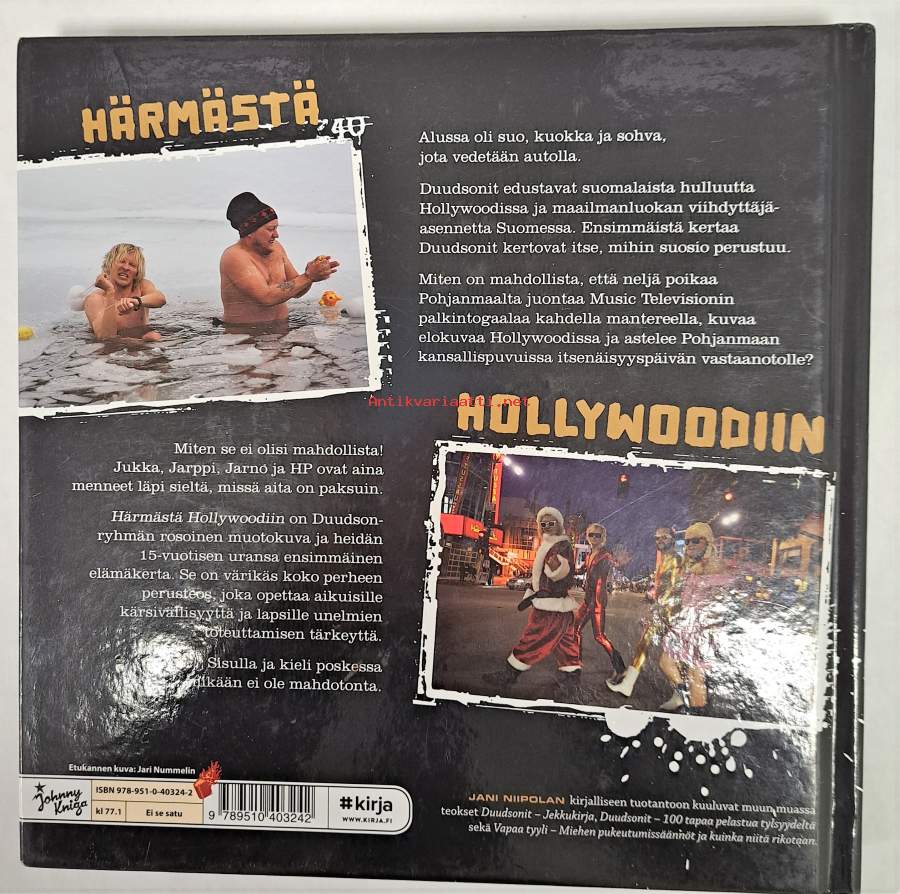 HÄRMÄSTÄ
Alussa oli suo, kuokka ja sohva,
jota vedetään autolla.
Duudsonit edustavat suomalaista hulluutta
Hollywoodissa ja maailmanluokan viihdyttäjä-
asennetta Suomessa. Ensimmäistä kertaa
Duudsonit kertovat itse, mihin suosio perustuu.
Miten on mahdollista, että neljä poikaa
Pohjanmaalta juontaa Music Televisionin
palkintogaalaa kahdella mantereella, kuvaa
elokuvaa Hollywoodissa ja astelee Pohjanmaan
kansallispuvuissa itsenäisyyspäivän vastaanotolle?
Antikvariaatti.net
HOLLYWOODIIN
Miten se ei olisi mahdollista!
Jukka, Jarppi, Jarno ja HP ovat aina
menneet läpi sieltä, missä aita on paksuin.
Härmästä Hollywoodiin on Duudson-
ryhmän rosoinen muotokuva ja heidän
15-vuotisen uransa ensimmäinen
elämäkerta. Se on värikäs koko perheen
perusteos, joka opettaa aikuisille
kärsivällisyyttä ja lapsille unelmien
toteuttamisen tärkeyttä.
Sisulla ja kieli poskessa
mikään ei ole mahdotonta.
Etukannen kuva: Jari Nummelin
Johnny
Kniga
ISBN 978-951-0-40324-2
kl 77.1
Ei se satu
9 789510 403242
#kirja
WWW.KIRJA.FI
JANI NIIPOLAN kirjalliseen tuotantoon kuuluvat muun muassa
teokset Duudsonit – Jekkukirja, Duudsonit – 100 tapaa pelastua tylsyydeltä
sekä Vapaa tyyli – Miehen pukeutumissäännöt ja kuinka niitä rikotaan.